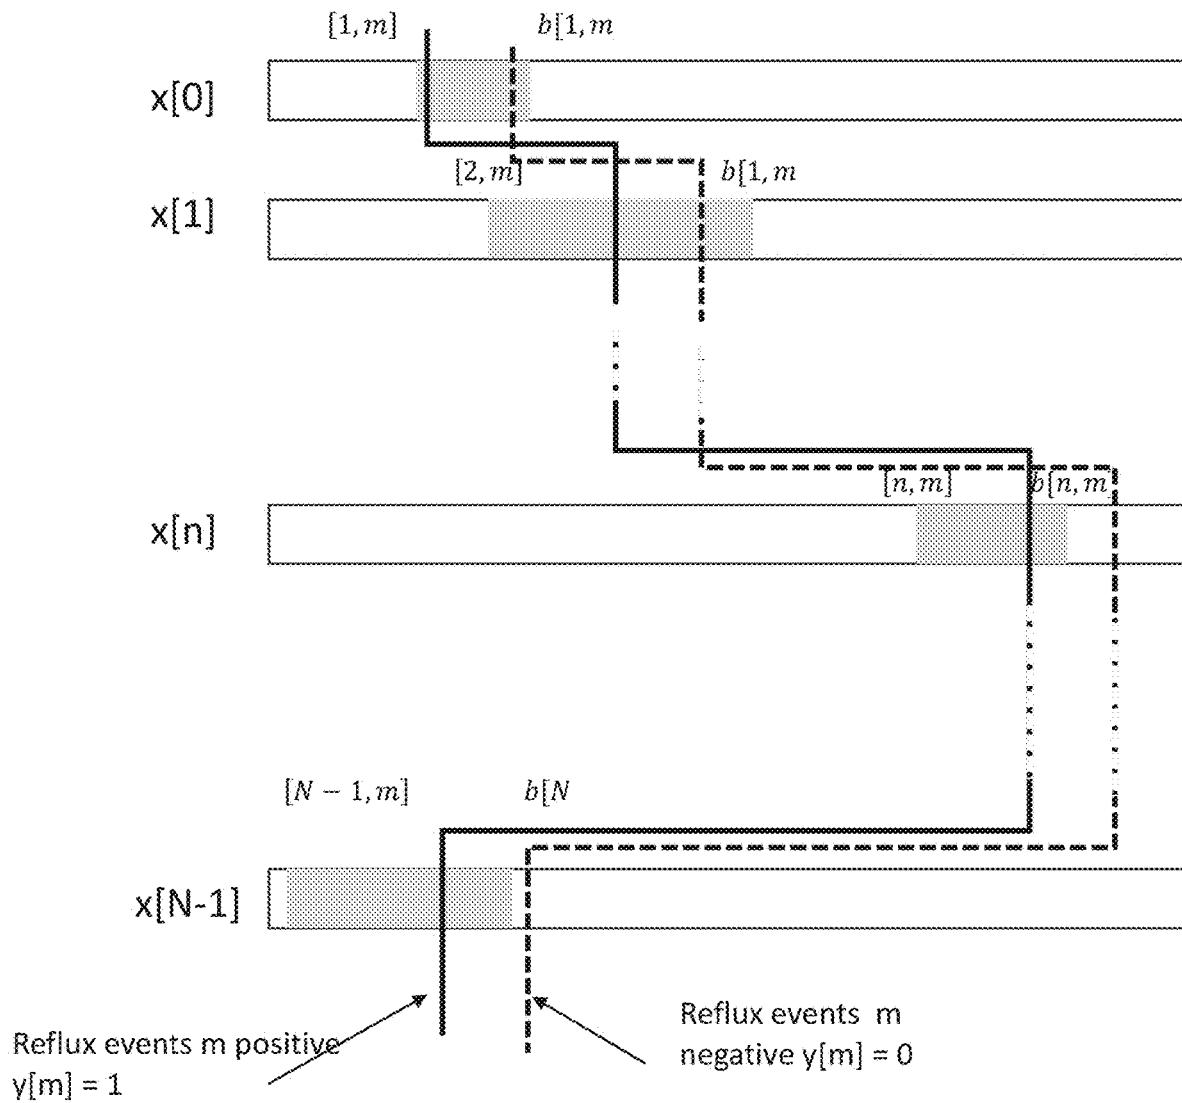 [1, m] b[1, m
x[0]
[2, m] b[1, m
x[1]
[n, m] b[n, m
x[n]
[N − 1, m] b[N
x[N-1]
Reflux events m positive
y[m] = 1
Reflux events m
negative y[m] = 0